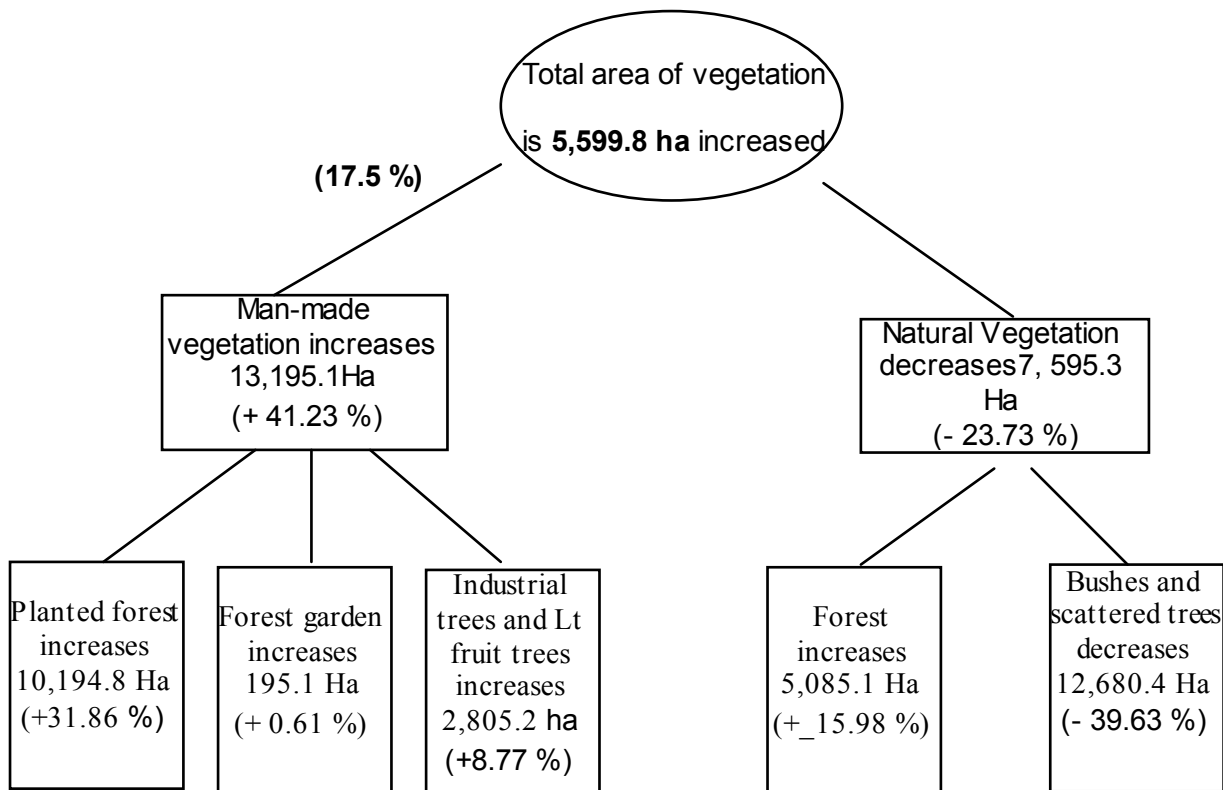 Total area of vegetation
is 5,599.8 ha increased
(17.5 %)
Man-made
vegetation increases
13,195.1Ha
(+ 41.23 %)
Natural Vegetation
decreases7, 595.3
Ha
(- 23.73 %)
Planted forest
increases
10,194.8 Ha
(+31.86 %)
Forest garden
increases
195.1 Ha
(+ 0.61 %)
Industrial
trees and Lt
fruit trees
increases
2,805.2 ha
(+8.77 %)
Forest
increases
5,085.1 Ha
(+_15.98 %)
Bushes and
scattered trees
decreases
12,680.4 Ha
(- 39.63 %)